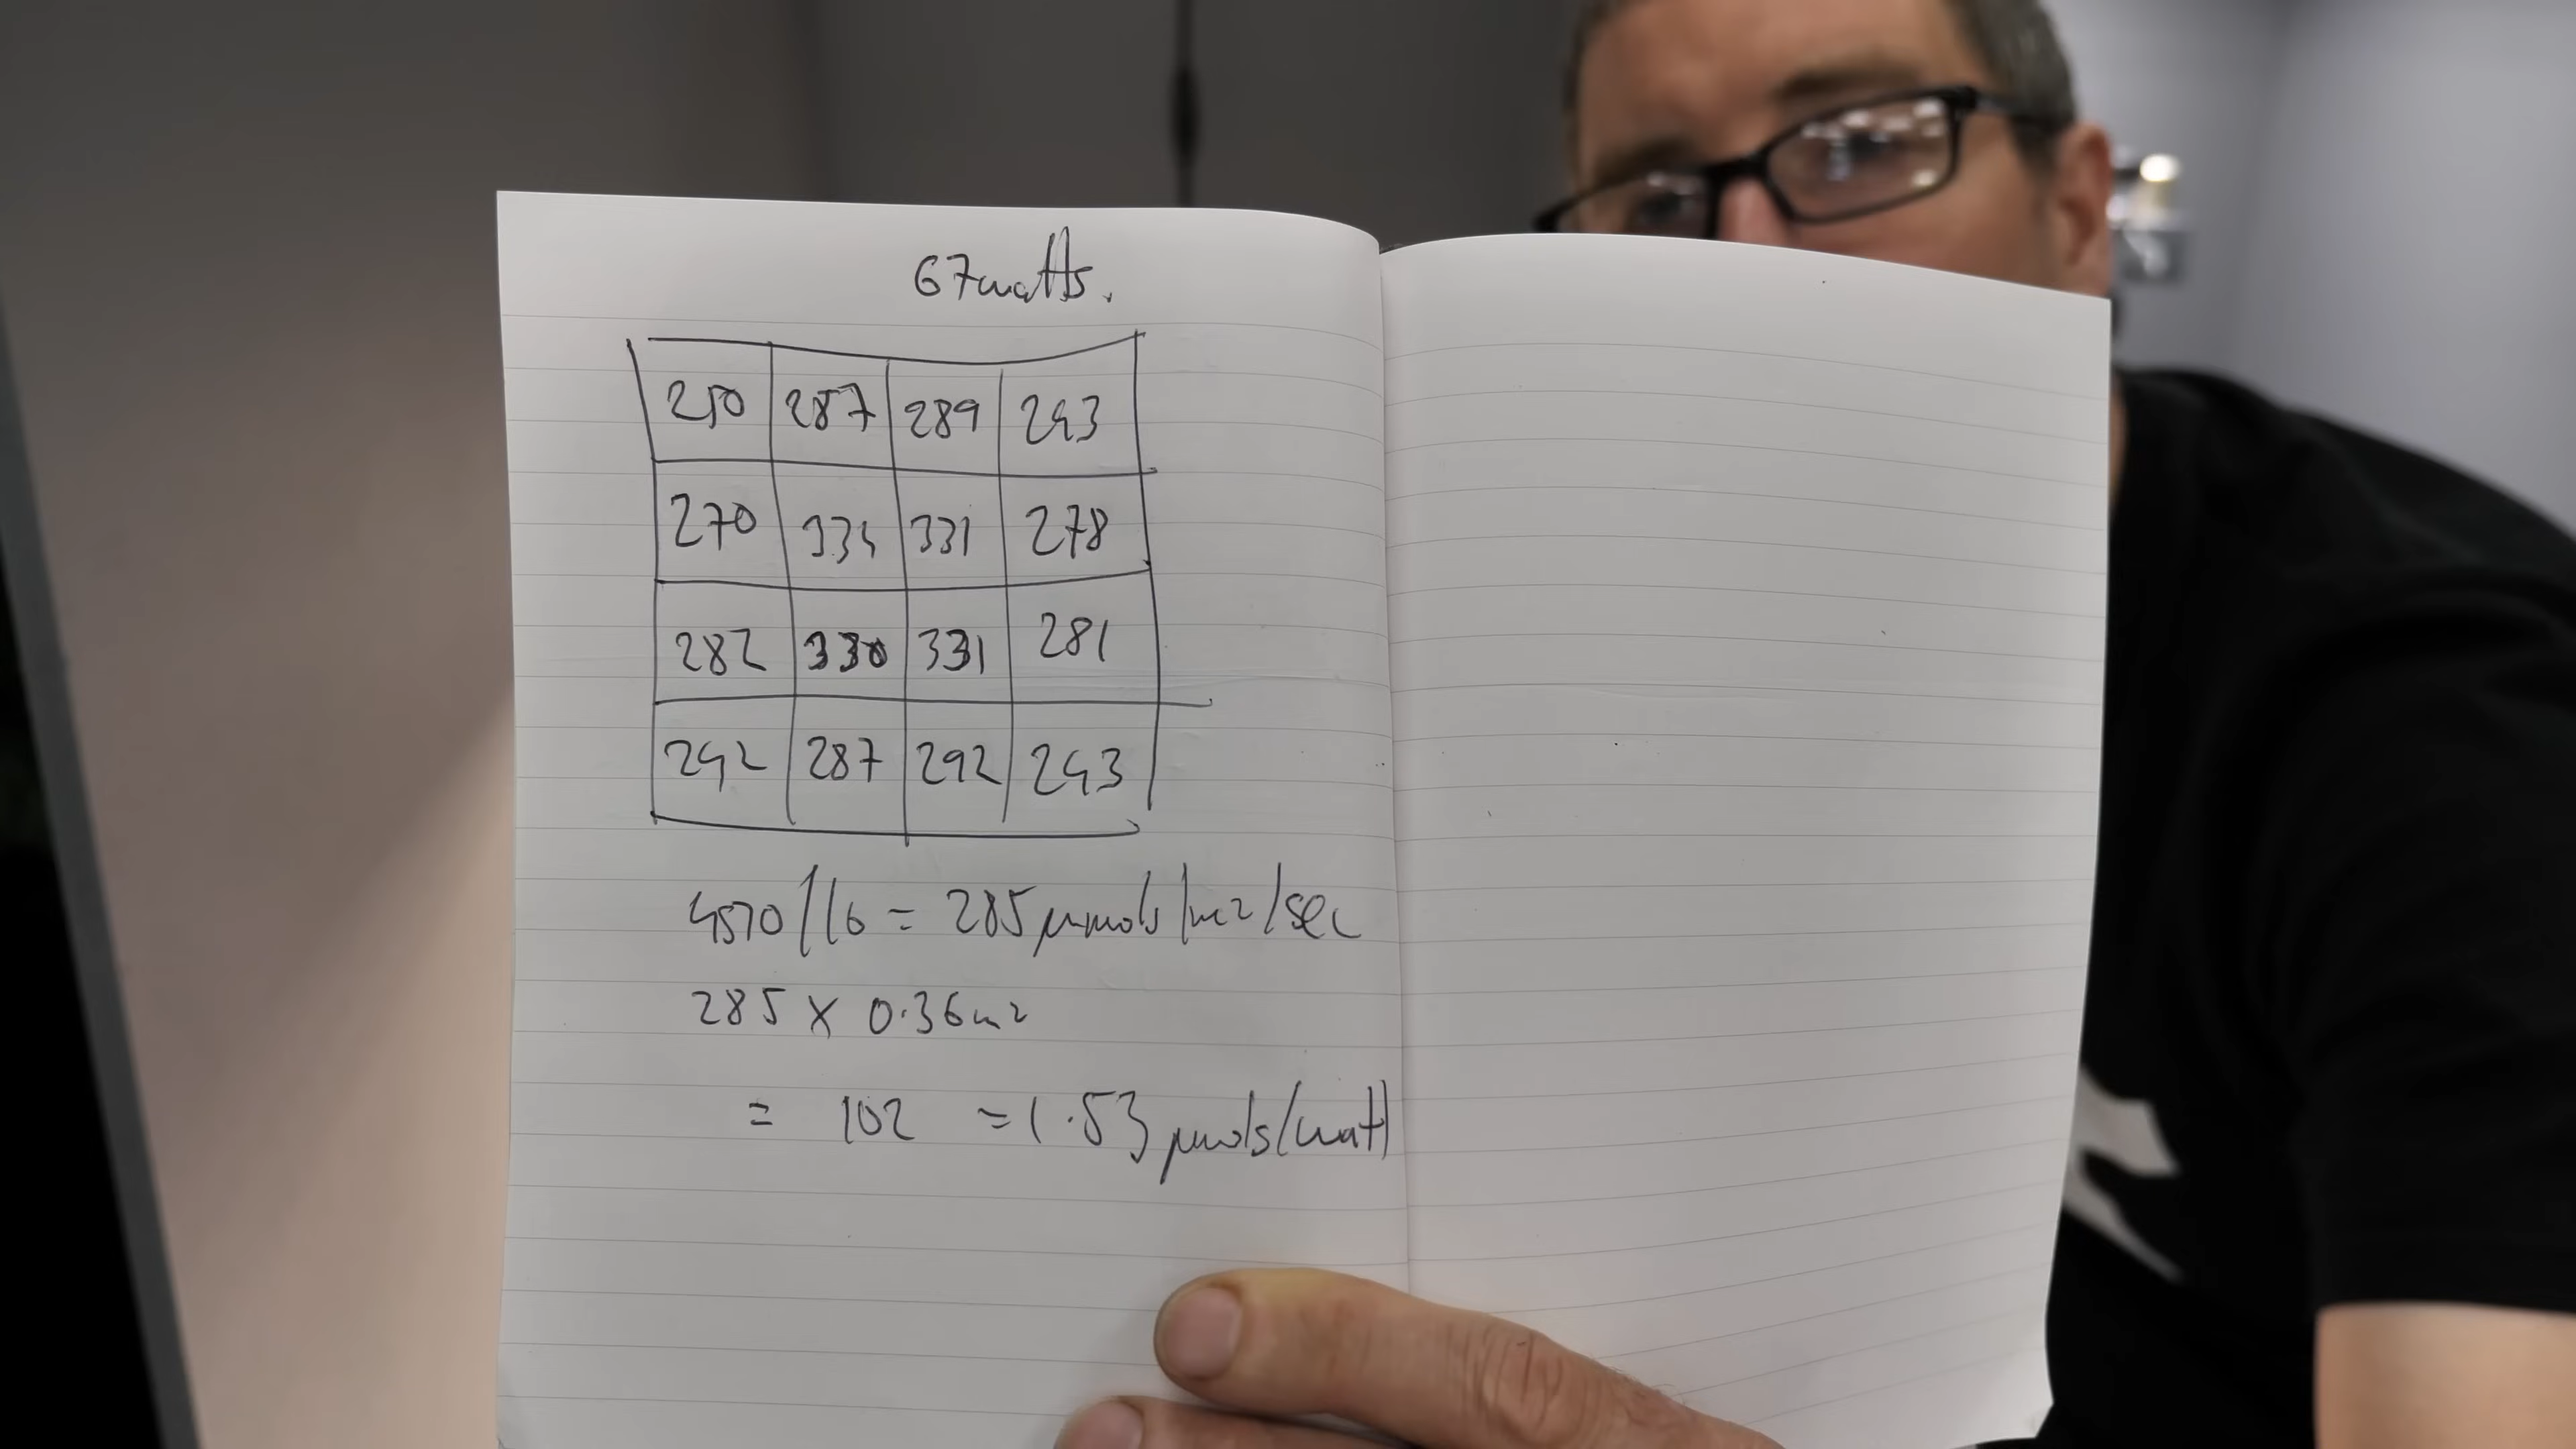 67watts.
250 287 289 243
270 334 331 278
282 330 331 281
242 287 292 243
4570/16 = 285 μmols/m2/sec
285 x 0.36m2
= 102 = 1.53 μmols/watt